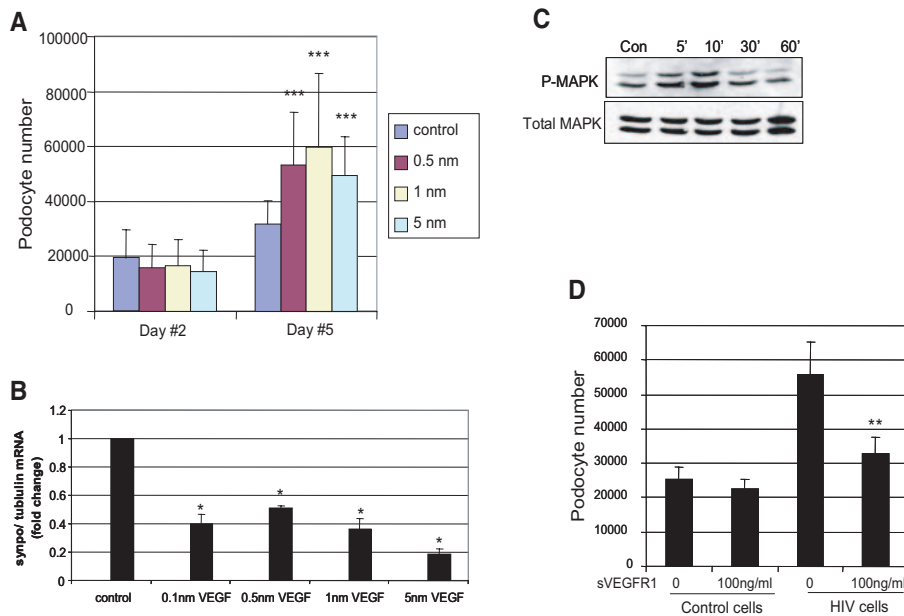 A
100000
80000
60000
40000
20000
0
Podocyte number
***
***
***
Day #2
Day #5
control
0.5 nm
1 nm
5 nm
B
1.2
1
0.8
0.6
0.4
0.2
0
synpo/ tublulin mRNA
(fold change)
*
*
*
*
control
0.1nm VEGF
0.5nm VEGF
1nm VEGF
5nm VEGF
C
Con 5' 10' 30' 60'
P-MAPK
Total MAPK
D
70000
60000
50000
40000
30000
20000
10000
0
Podocyte number
**
sVEGFR1 0 100ng/ml 0 100ng/ml
Control cells HIV cells